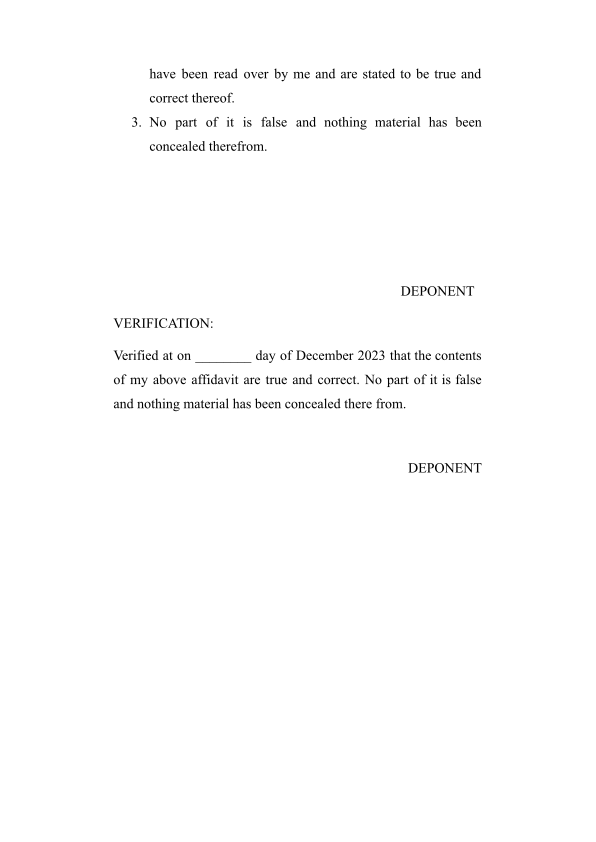 have been read over by me and are stated to be true and
correct thereof.
3. No part of it is false and nothing material has been
concealed therefrom.
DEPONENT
VERIFICATION:
Verified at on ________ day of December 2023 that the contents
of my above affidavit are true and correct. No part of it is false
and nothing material has been concealed there from.
DEPONENT